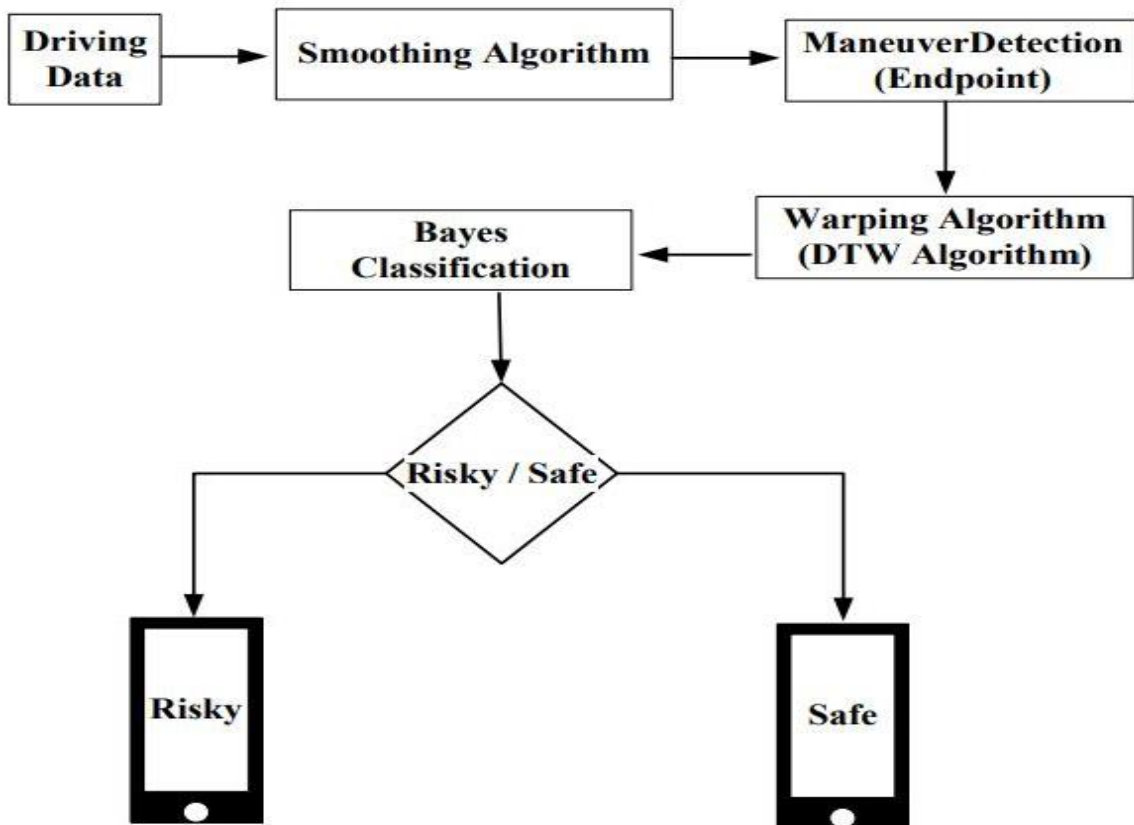 Driving
Data
Smoothing Algorithm
ManeuverDetection
(Endpoint)
Warping Algorithm
(DTW Algorithm)
Bayes
Classification
Risky / Safe
Risky
Safe